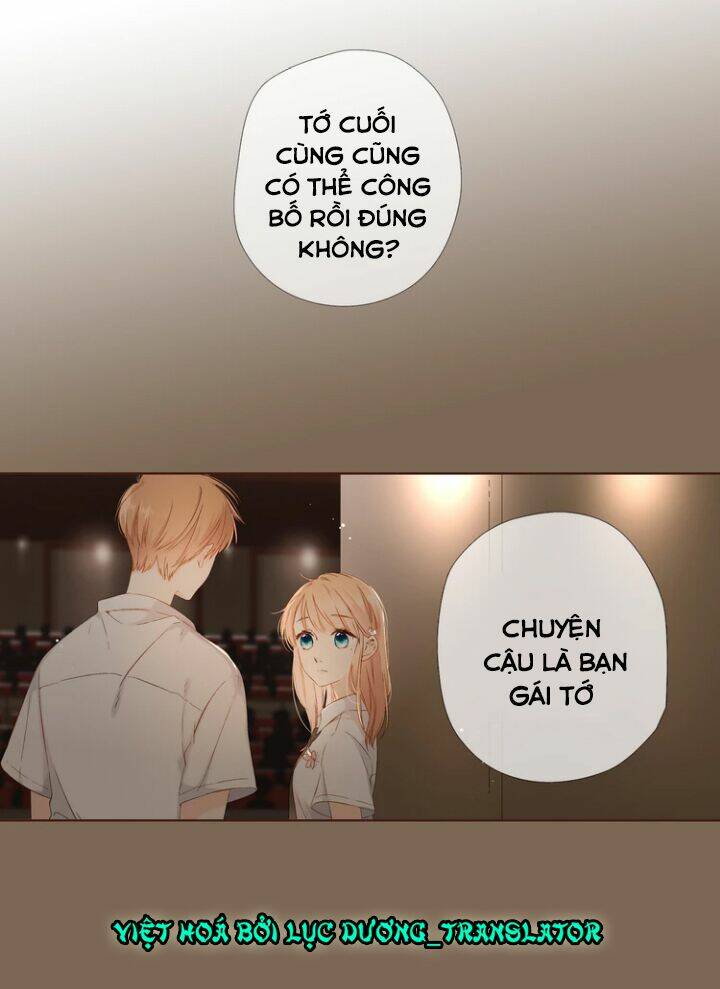 TỚ CUỐI
CÙNG CŨNG
CÓ THỂ CÔNG
BỐ RỒI ĐÚNG
KHÔNG?
CHUYỆN
CẬU LÀ BẠN
GÁI TỚ
VIỆT HOÁ BỞI LỤC DƯƠNG_TRANSLATOR